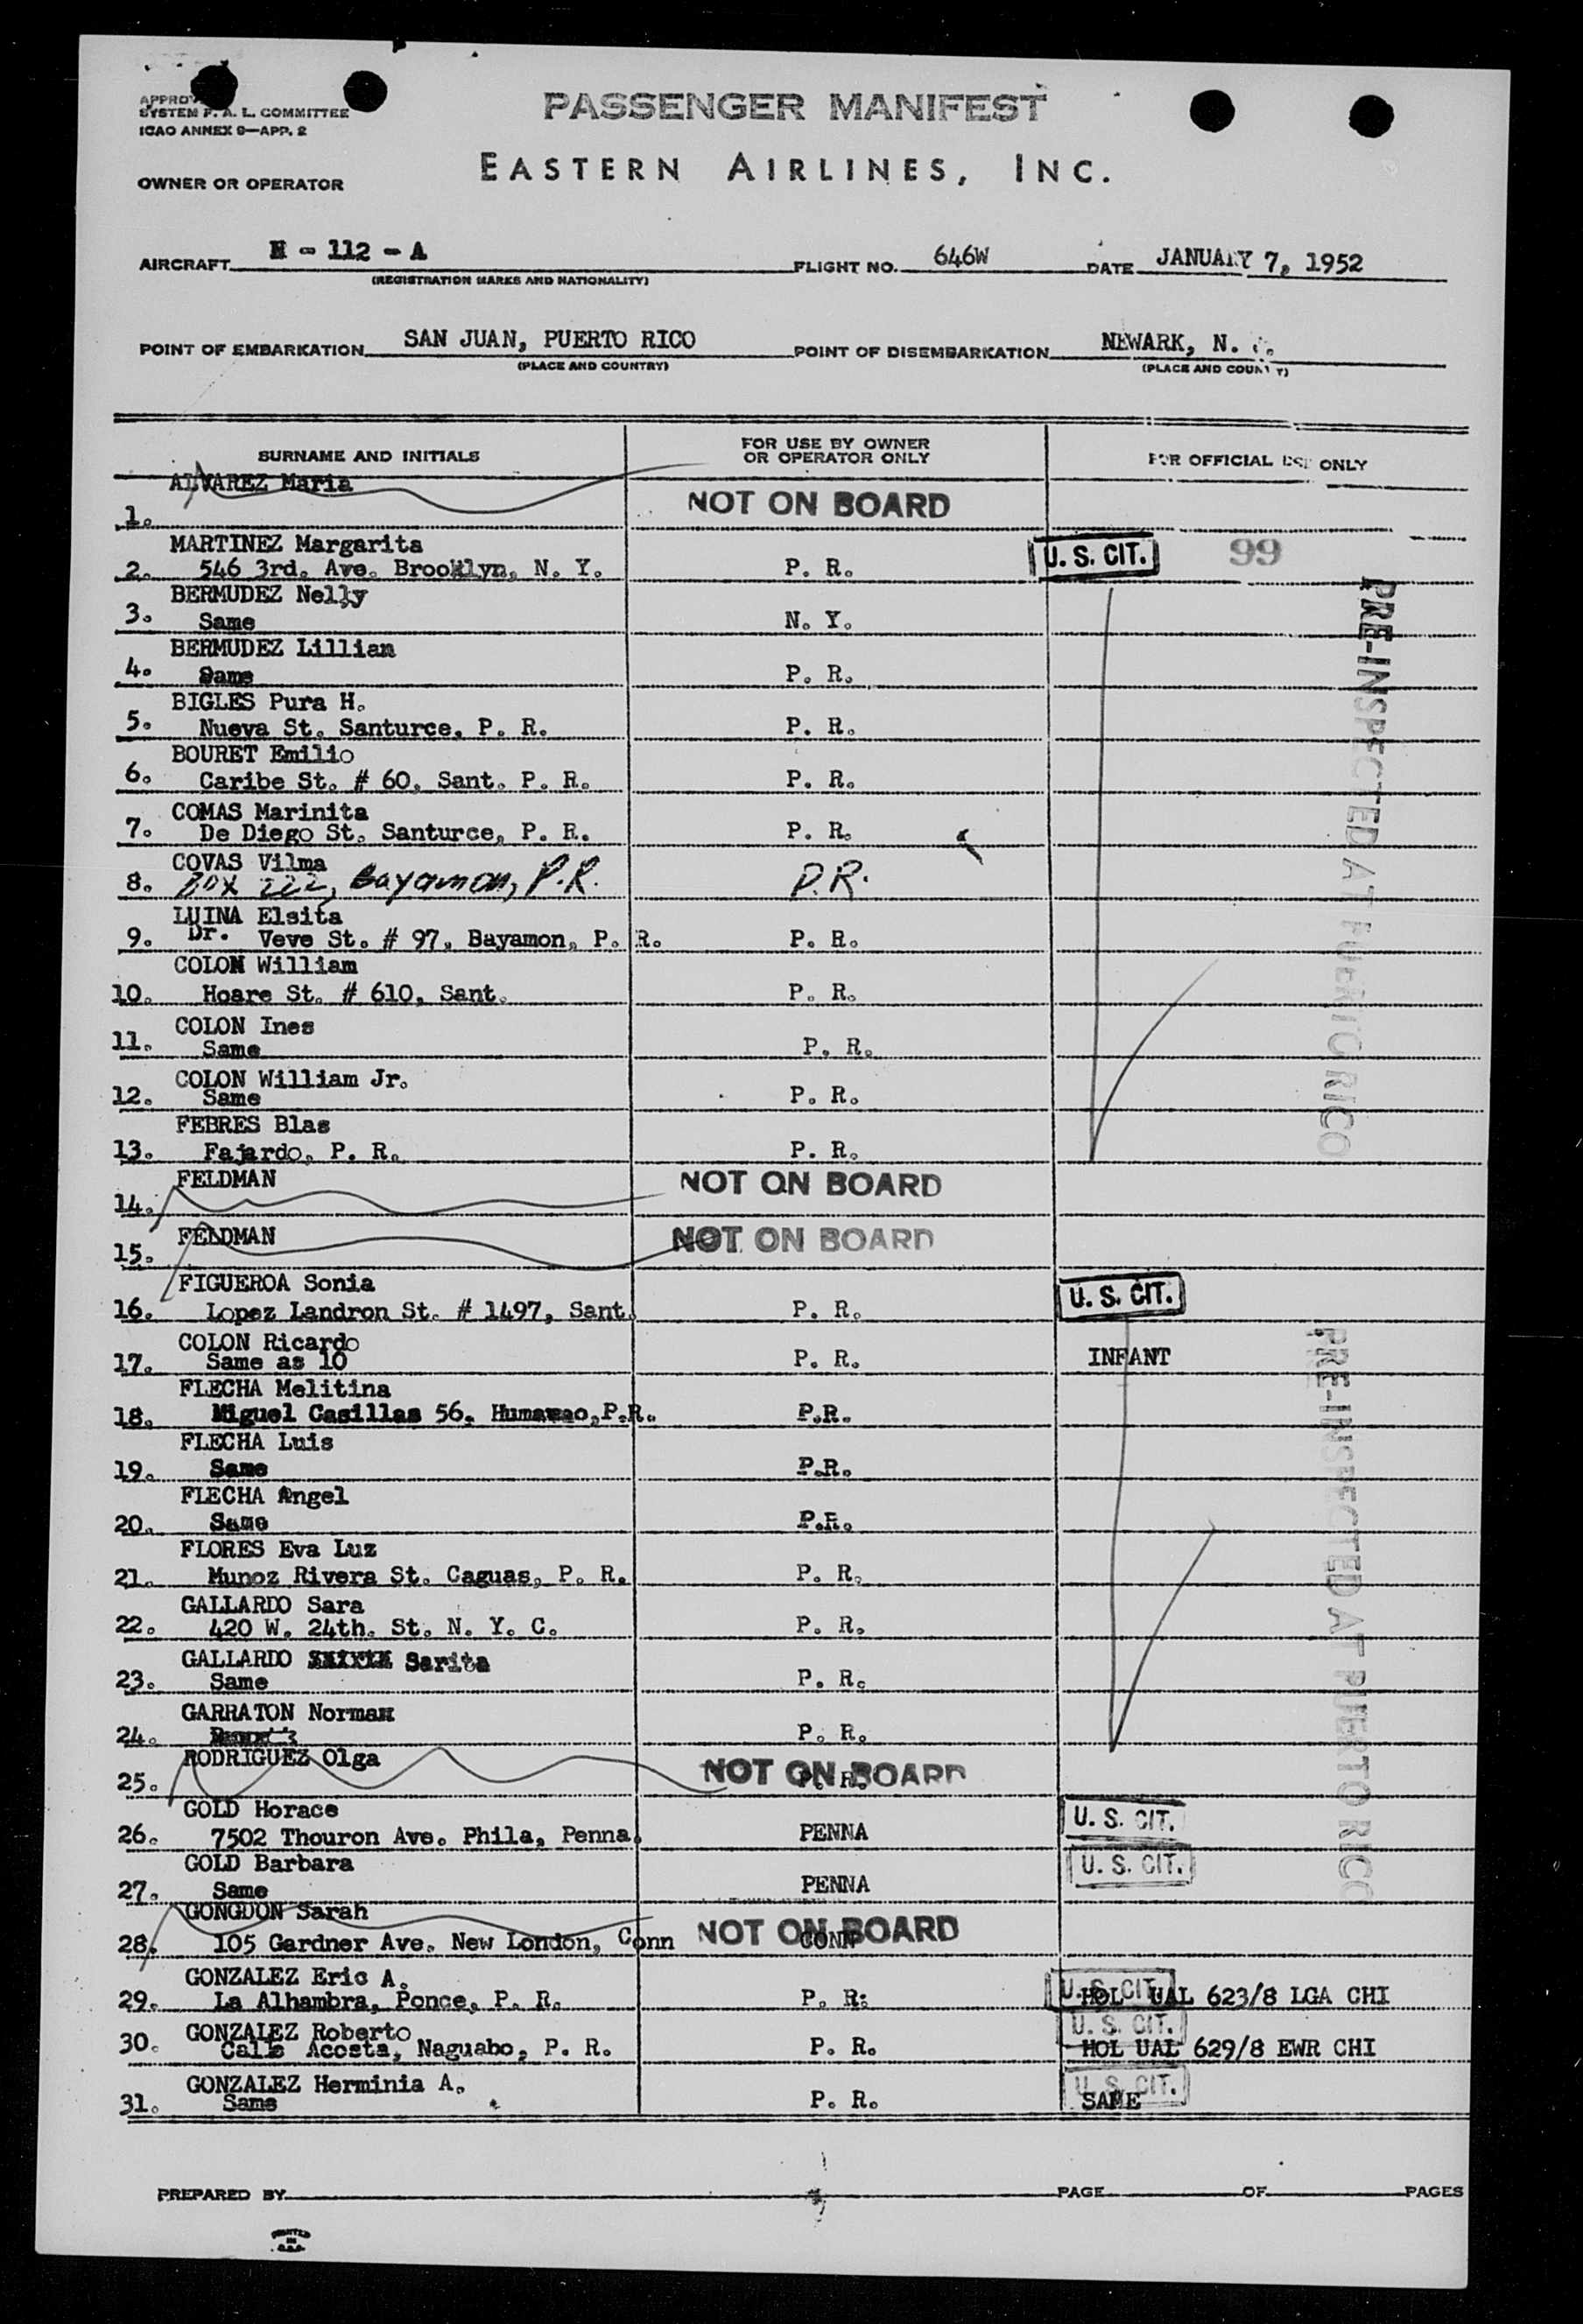 SYSTEM F. A. L. COMMITTEE
ICAO ANNEX 9—APP. 2
PASSENGER MANIFEST
EASTERN AIRLINES, INC.
OWNER OR OPERATOR
AIRCRAFT N - 112 - A FLIGHT NO. 646W DATE JANUARY 7, 1952
(REGISTRATION MARKS AND NATIONALITY)
POINT OF EMBARKATION SAN JUAN, PUERTO RICO POINT OF DISEMBARKATION NEWARK, N.
(PLACE AND COUNTRY) (PLACE AND COUNTRY)
SURNAME AND INITIALS FOR USE BY OWNER OR OPERATOR ONLY FOR OFFICIAL USE ONLY
ALVAREZ Maria
1. NOT ON BOARD
MARTINEZ Margarita
2. 546 3rd. Ave. Brooklyn, N. Y. P. R. U. S. CIT. 99
BERMUDEZ Nelly
3. Same N. Y.
BERMUDEZ Lillian
4. Same P. R.
BIGLES Pura H.
5. Nueva St. Santurce, P. R. P. R.
BOURET Emilio
6. Caribe St. # 60, Sant. P. R. P. R.
COMAS Marinita
7. De Diego St. Santurce, P. R. P. R.
COVAS Vilma
8. Box 222, Bayamon, P.R. P.R.
LUINA Elsita
9. Dr. Veve St. # 97, Bayamon, P. R. P. R.
COLON William
10. Hoare St. # 610, Sant. P. R.
COLON Ines
11. Same P. R.
COLON William Jr.
12. Same P. R.
FEBRES Blas
13. Fajardo, P. R. P. R.
PRE-INSPECTED AT PUERTO RICO
FELDMAN
14. NOT ON BOARD
FELDMAN
15. NOT ON BOARD
FIGUEROA Sonia
16. Lopez Landron St. # 1497, Sant. P. R. U. S. CIT.
COLON Ricardo
17. Same as 10 P. R. INFANT
FLECHA Melitina
18. Miguel Casillas 56, Humawao,P.R. P.R.
FLECHA Luis
19. Same P.R.
FLECHA Angel
20. Same P.R.
FLORES Eva Luz
21. Munoz Rivera St. Caguas, P. R. P. R.
GALLARDO Sara
22. 420 W. 24th. St. N. Y. C. P. R.
GALLARDO Sarita
23. Same P. R.
GARRATON Norman
24. P. R.
RODRIGUEZ Olga
25. P. R. NOT ON BOARD
GOLD Horace
26. 7502 Thouron Ave. Phila, Penna. PENNA U. S. CIT.
GOLD Barbara
27. Same PENNA U. S. CIT.
PRE-INSPECTED AT PUERTO RICO
GONGDON Sarah
28. 105 Gardner Ave. New London, Conn CONN NOT ON BOARD
GONZALEZ Eric A.
29. La Alhambra, Ponce, P. R. P. R. U. S. CIT. HOL UAL 623/8 LGA CHI
GONZALEZ Roberto
30. Calle Acosta, Naguabo, P. R. P. R. U. S. CIT. HOL UAL 629/8 EWR CHI
GONZALEZ Herminia A.
31. Same P. R. U. S. CIT. SAME
PREPARED BY PAGE OF PAGES
PRINTED
IN
U.S.A.